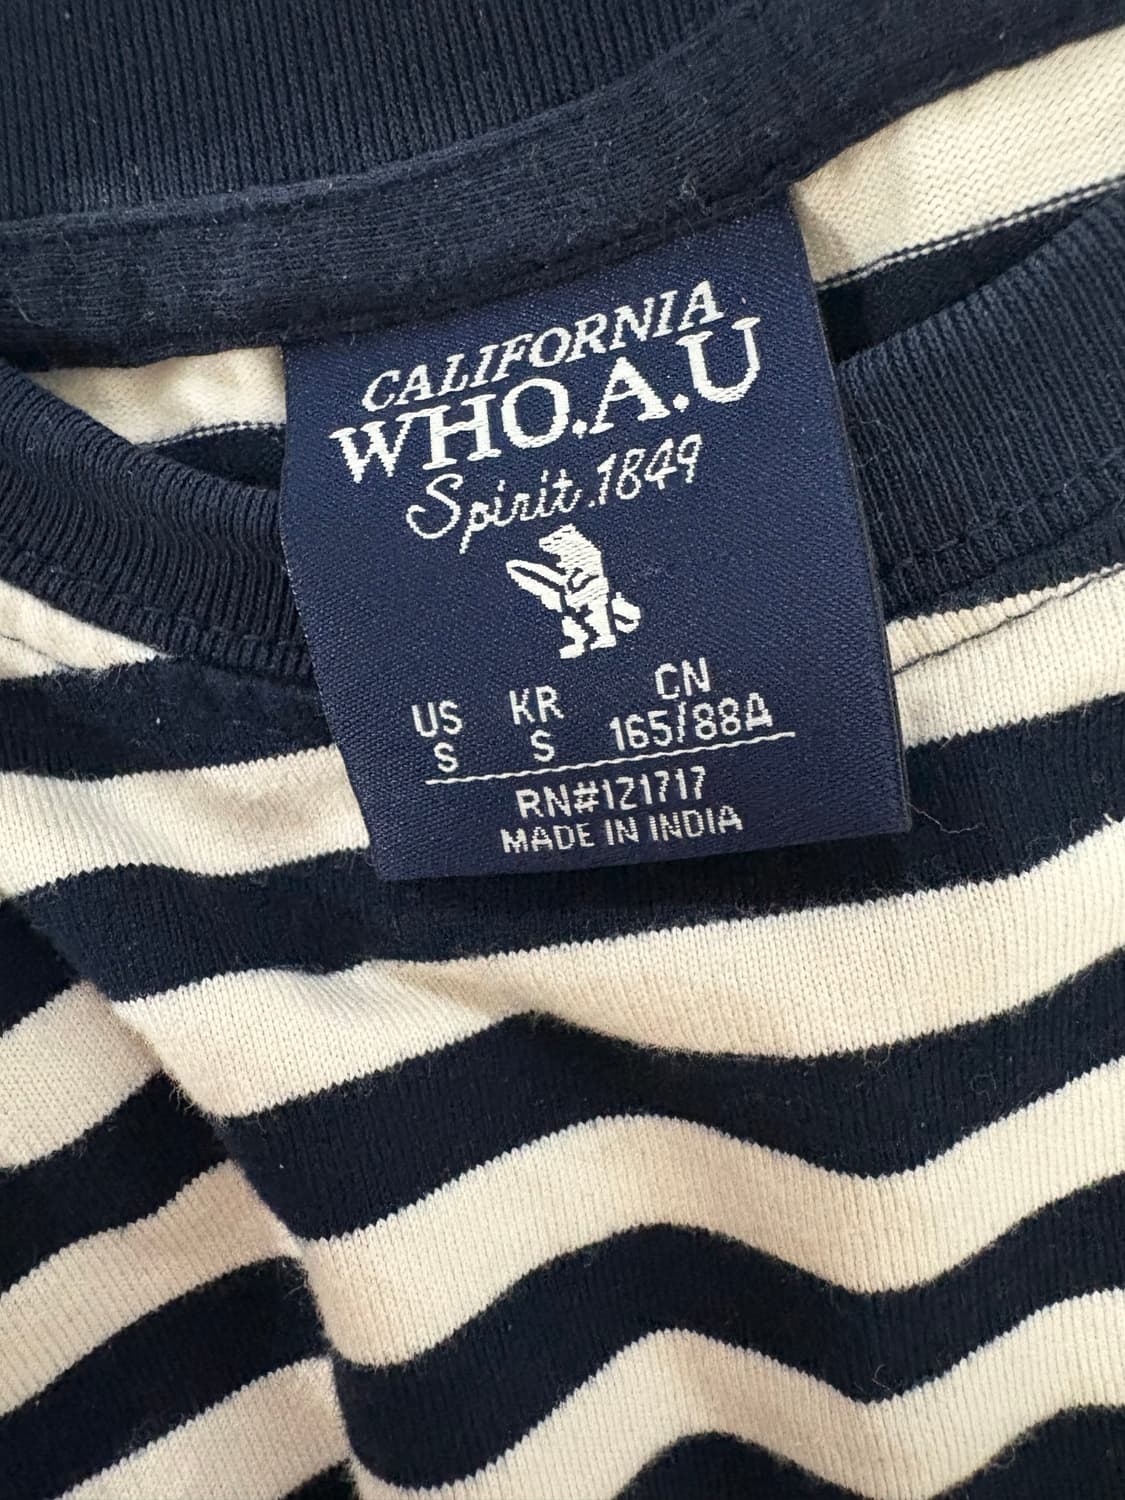 CALIFORNIA
WHO.A.U
Spirit.1849
US KR CN
S S 165/88A
RN#121717
MADE IN INDIA